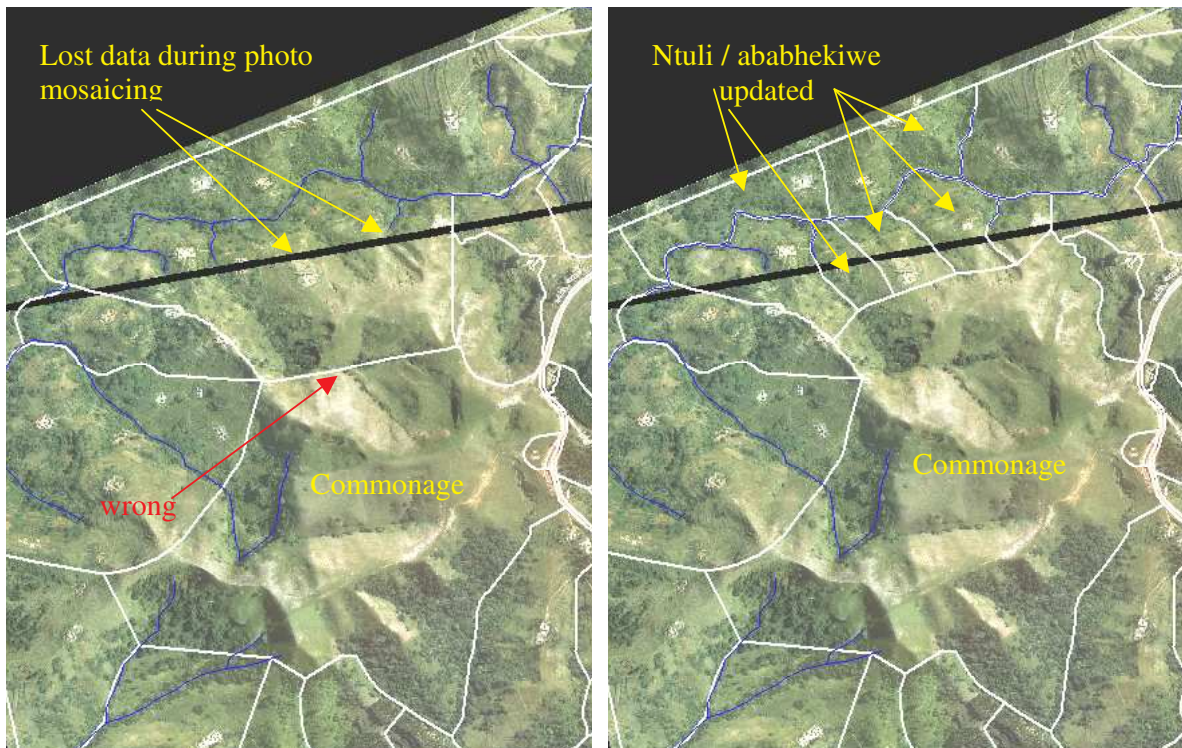 Lost data during photo
mosaicing
wrong
Commonage
Ntuli / ababhekiwe
updated
Commonage